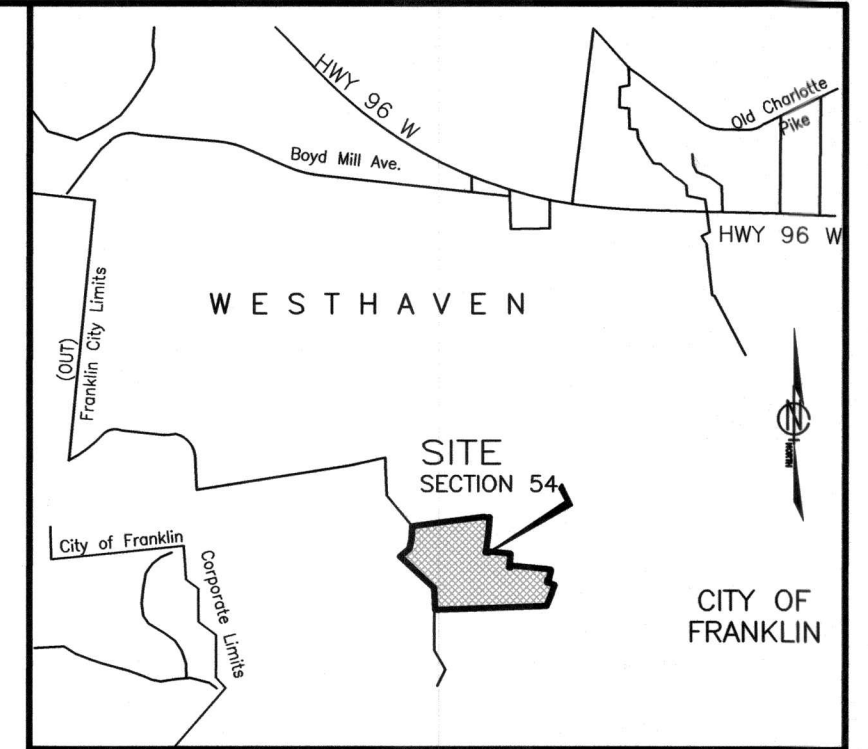 HWY 96 W
Old Charlotte
Pike
Boyd Mill Ave.
HWY 96 W
WESTHAVEN
(OUT)
Franklin City Limits
N
NORTH
SITE
SECTION 54
City of Franklin
Corporate Limits
CITY OF
FRANKLIN